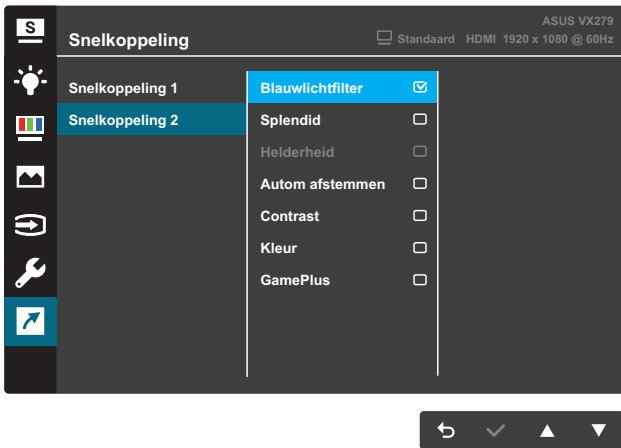 S
ASUS VX279
Snelkoppeling
Standaard HDMI 1920 x 1080 @ 60Hz
Snelkoppeling 1
Snelkoppeling 2
Blauwlichtfilter
Splendid
Helderheid
Autom afstemmen
Contrast
Kleur
GamePlus